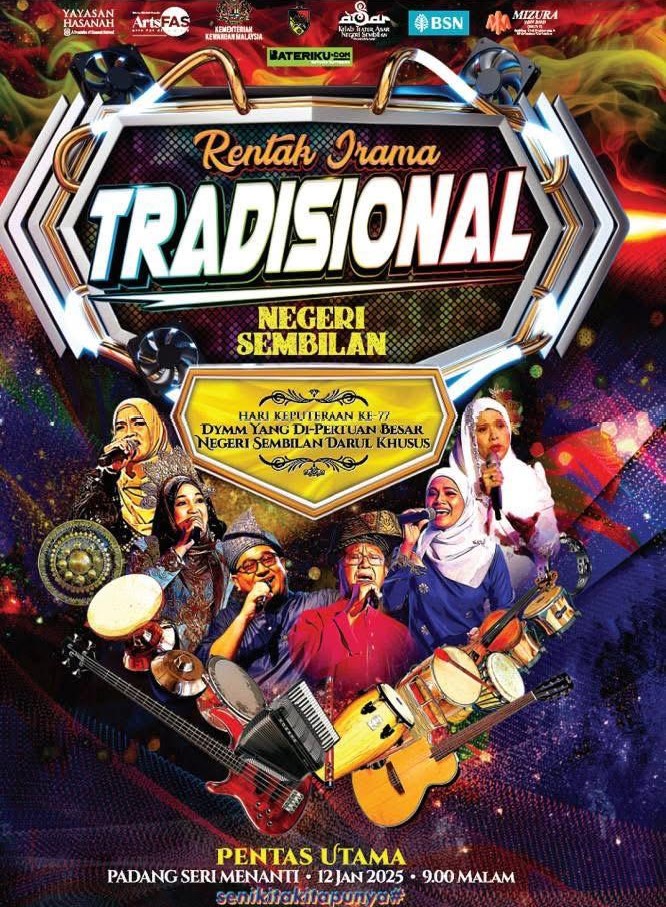 YAYASAN
HASANAH
ArtsFAS
KEMENTERIAN
KEWANGAN MALAYSIA
BSN
MIZURA
BATERIKU.COM
Rentak Irama
TRADISIONAL
NEGERI
SEMBILAN
HARI KEPUTERAAN KE-77
DYMM YANG DI-PERTUAN BESAR
NEGERI SEMBILAN DARUL KHUSUS
PENTAS UTAMA
PADANG SERI MENANTI • 12 JAN 2025 • 9.00 MALAM
senikitakitapunya#